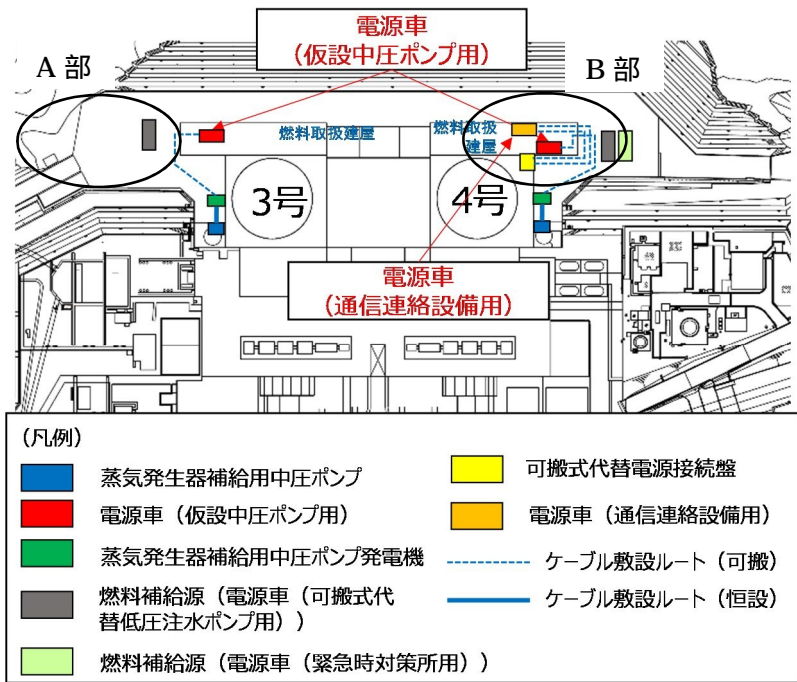 電源車
(仮設中圧ポンプ用)
A 部
B 部
燃料取扱建屋
燃料取扱
建屋
3号
4号
電源車
(通信連絡設備用)
(凡例)
蒸気発生器補給用中圧ポンプ
電源車(仮設中圧ポンプ用)
蒸気発生器補給用中圧ポンプ発電機
燃料補給源(電源車(可搬式代
替低圧注水ポンプ用))
燃料補給源(電源車(緊急時対策所用))
可搬式代替電源接続盤
電源車(通信連絡設備用)
ケーブル敷設ルート(可搬)
ケーブル敷設ルート(恒設)